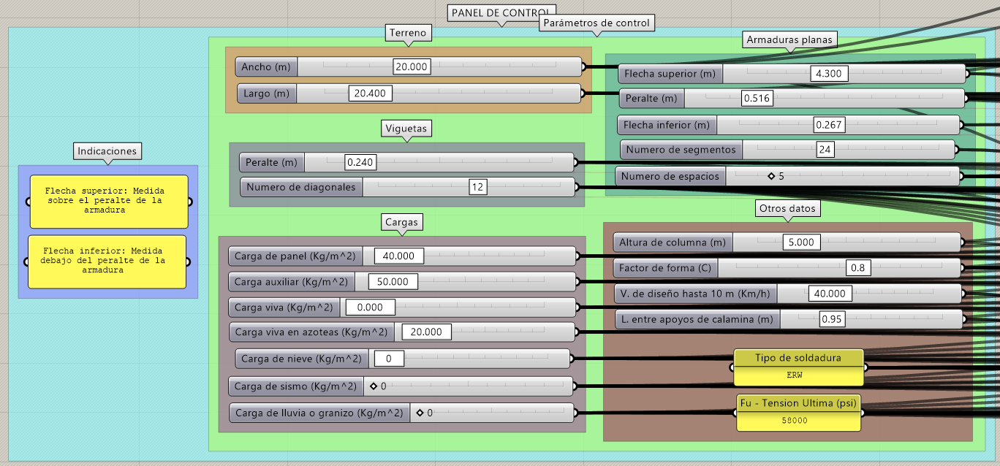 PANEL DE CONTROL
Parámetros de control
Indicaciones
Flecha superior: Medida
sobre el peralte de la
armadura
Flecha inferior: Medida
debajo del peralte de la
armadura
Terreno
Ancho (m) 20.000
Largo (m) 20.400
Viguetas
Peralte (m) 0.240
Numero de diagonales 12
Cargas
Carga de panel (Kg/m^2) 40.000
Carga auxiliar (Kg/m^2) 50.000
Carga viva (Kg/m^2) 0.000
Carga viva en azoteas (Kg/m^2) 20.000
Carga de nieve (Kg/m^2) 0
Carga de sismo (Kg/m^2) 0
Carga de lluvia o granizo (Kg/m^2) 0
Armaduras planas
Flecha superior (m) 4.300
Peralte (m) 0.516
Flecha inferior (m) 0.267
Numero de segmentos 24
Numero de espacios 5
Otros datos
Altura de columna (m) 5.000
Factor de forma (C) 0.8
V. de diseño hasta 10 m (Km/h) 40.000
L. entre apoyos de calamina (m) 0.95
Tipo de soldadura
ERW
Fu - Tension Ultima (psi)
58000